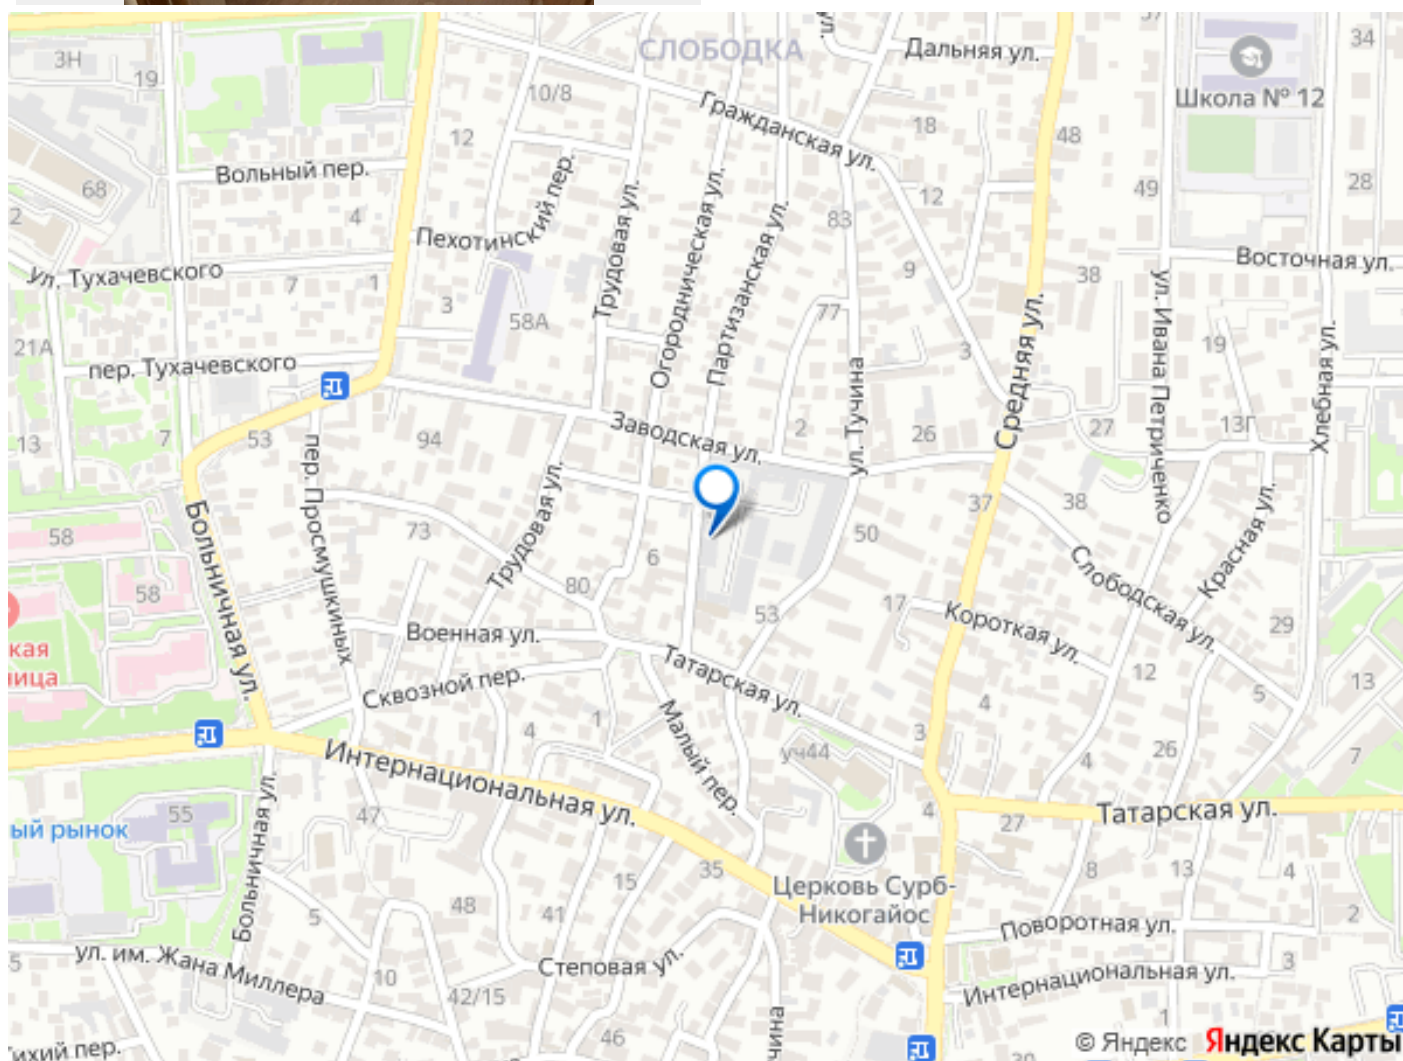 СЛОБОДКА
Дальняя ул.
34
3Н
19
10/8
Школа № 12
Гражданская ул.
12
18
48
Вольный пер.
68
2
4
Пехотинский пер.
Трудовая ул.
Огородническая ул.
Партизанская ул.
83
12
49
28
ул. Тухачевского
7
1
3
58А
9
38
Восточная ул.
ул. Ивана Петриченко
77
21А
пер. Тухачевского
3
19
Хлебная ул.
Средняя ул.
13
7
53
94
Заводская ул.
2
ул. Тучина
26
27
13Г
пер. Просмушкиных
Трудовая ул.
37
38
Больничная ул.
58
73
6
50
Слободская ул.
Красная ул.
58
80
53
17
Короткая ул.
29
кая
ница
Военная ул.
Татарская ул.
12
Сквозной пер.
5
13
1
4
Малый пер.
уч44
3
4
4
26
7
Интернациональная ул.
47
4
27
Татарская ул.
ый рынок
55
Больничная ул.
35
15
8
13
4
Церковь Сурб-
Никогайос
48
41
5
Поворотная ул.
2
5
ул. им. Жана Миллера
10
42/15
Степовая ул.
Интернациональная ул.
3
46
1
ихий пер.
© Яндекс Яндекс Карты